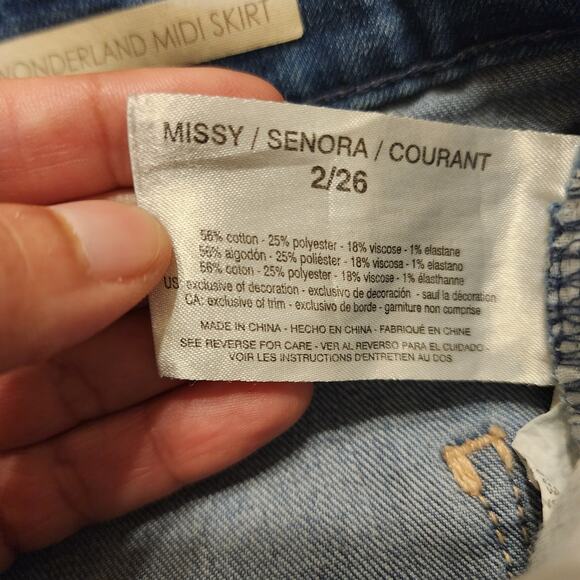 WONDERLAND MIDI SKIRT
MISSY / SENORA / COURANT
2/26
56% cotton - 25% polyester - 18% viscose - 1% elastane
56% algodón - 25% poliéster - 18% viscosa - 1% elastano
56% coton - 25% polyester - 18% viscose - 1% élasthanne
US: exclusive of decoration - exclusivo de decoración - sauf la décoration
CA: exclusive of trim - exclusivo de borde - garniture non comprise
MADE IN CHINA - HECHO EN CHINA - FABRIQUÉ EN CHINE
SEE REVERSE FOR CARE - VER AL REVERSO PARA EL CUIDADO -
VOIR LES INSTRUCTIONS D'ENTRETIEN AU DOS